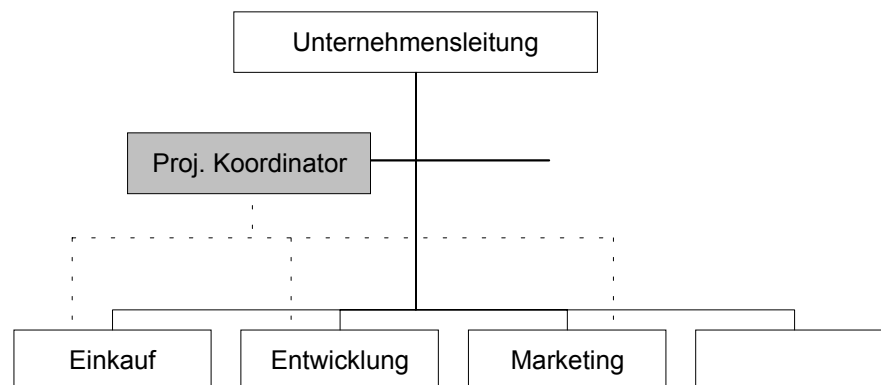 Unternehmensleitung
Proj. Koordinator
Einkauf
Entwicklung
Marketing